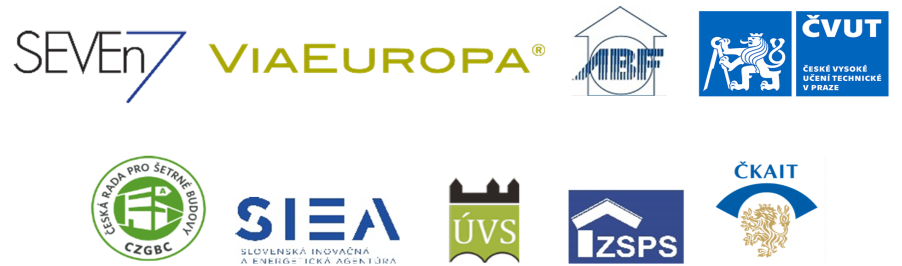 SEVEn7
VIAEUROPA®
ABF
ČVUT
ČESKÉ VYSOKÉ
UČENÍ TECHNICKÉ
V PRAZE
ČESKÁ RADA PRO ŠETRNÉ BUDOVY
A
CZGBC
SIEA
SLOVENSKÁ INOVAČNÁ
A ENERGETICKÁ AGENTÚRA
ÚVS
ZSPS
ČKAIT